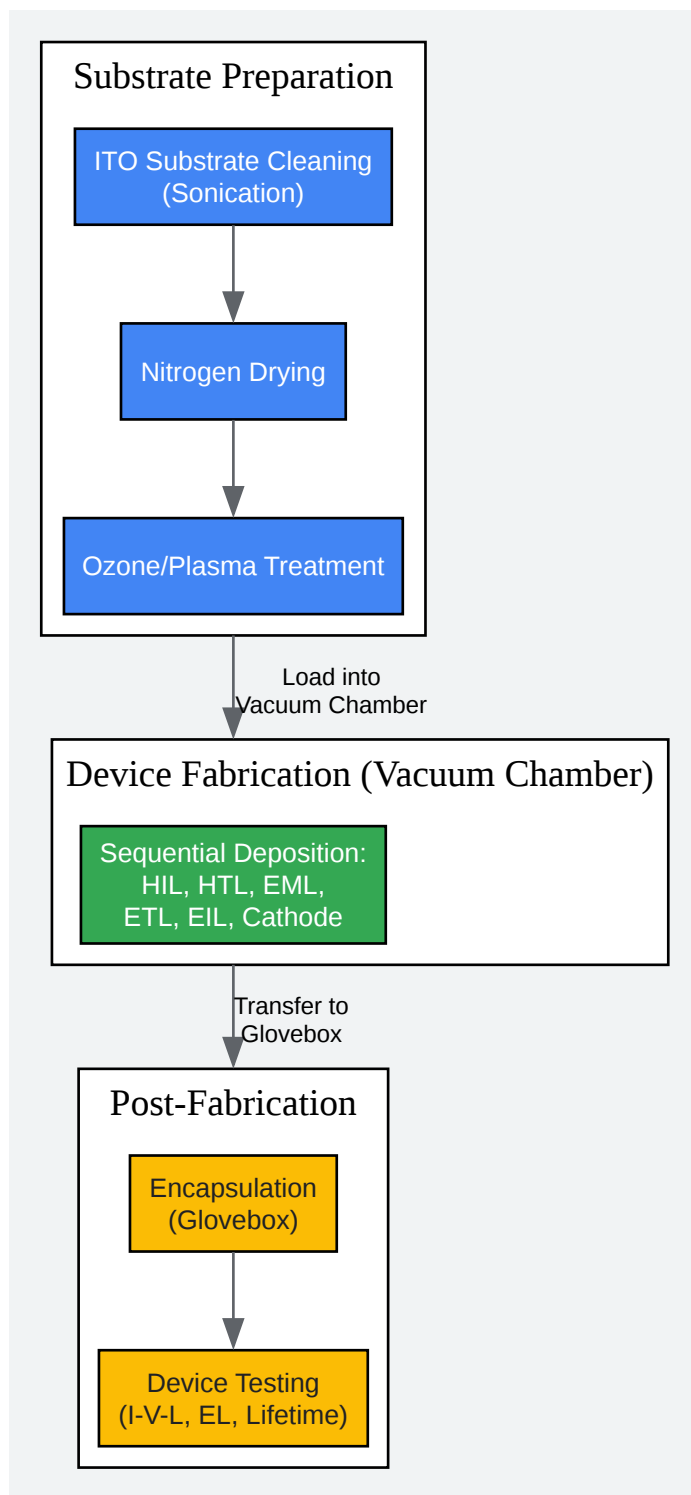 Substrate Preparation
ITO Substrate Cleaning
(Sonication)
Nitrogen Drying
Ozone/Plasma Treatment
Load into
Vacuum Chamber
Device Fabrication (Vacuum Chamber)
Sequential Deposition:
HIL, HTL, EML,
ETL, EIL, Cathode
Transfer to
Glovebox
Post-Fabrication
Encapsulation
(Glovebox)
Device Testing
(I-V-L, EL, Lifetime)